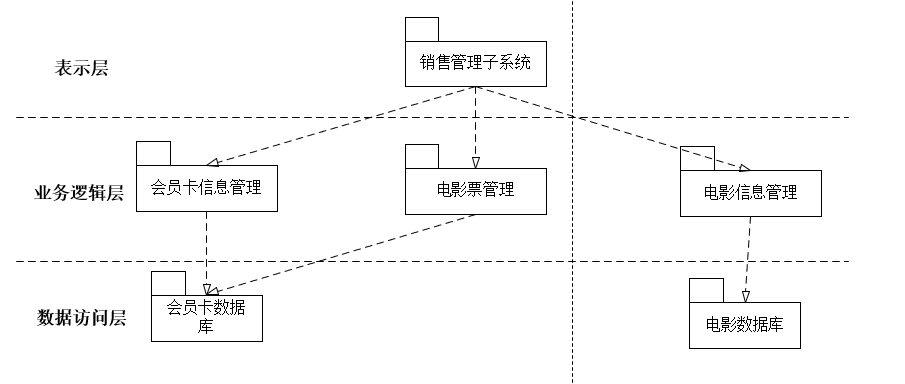 表示层
销售管理子系统
业务逻辑层
会员卡信息管理
电影票管理
电影信息管理
数据访问层
会员卡数据
库
电影数据库